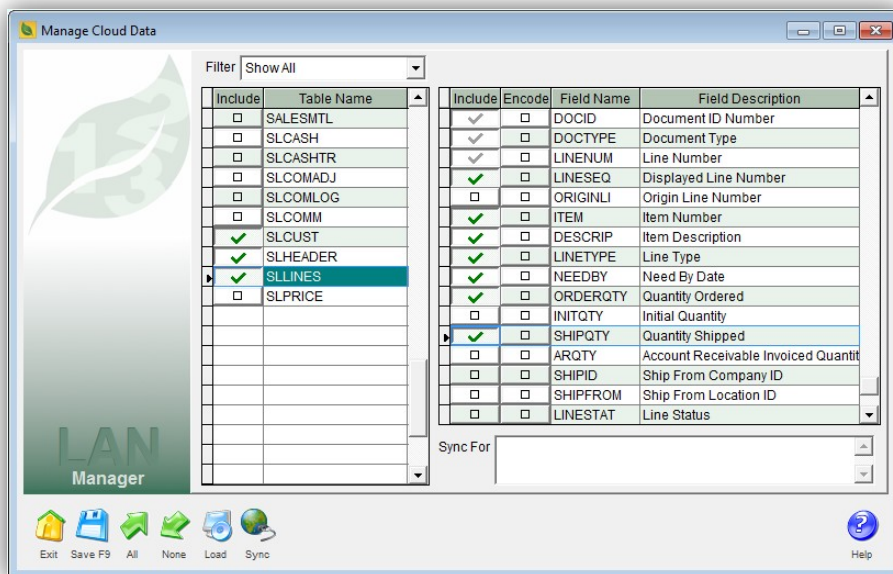 Manage Cloud Data
Filter Show All
Include Table Name
SALESMTL
SLCASH
SLCASHTR
SLCOMADJ
SLCOMLOG
SLCOMM
SLCUST
SLHEADER
SLLINES
SLPRICE
Include Encode Field Name Field Description
DOCID Document ID Number
DOCTYPE Document Type
LINENUM Line Number
LINESEQ Displayed Line Number
ORIGINLI Origin Line Number
ITEM Item Number
DESCRIP Item Description
LINETYPE Line Type
NEEDBY Need By Date
ORDERQTY Quantity Ordered
INITQTY Initial Quantity
SHIPQTY Quantity Shipped
ARQTY Account Receivable Invoiced Quantit
SHIPID Ship From Company ID
SHIPFROM Ship From Location ID
LINESTAT Line Status
Sync For
123
LAN
Manager
Exit Save F9 All None Load Sync Help